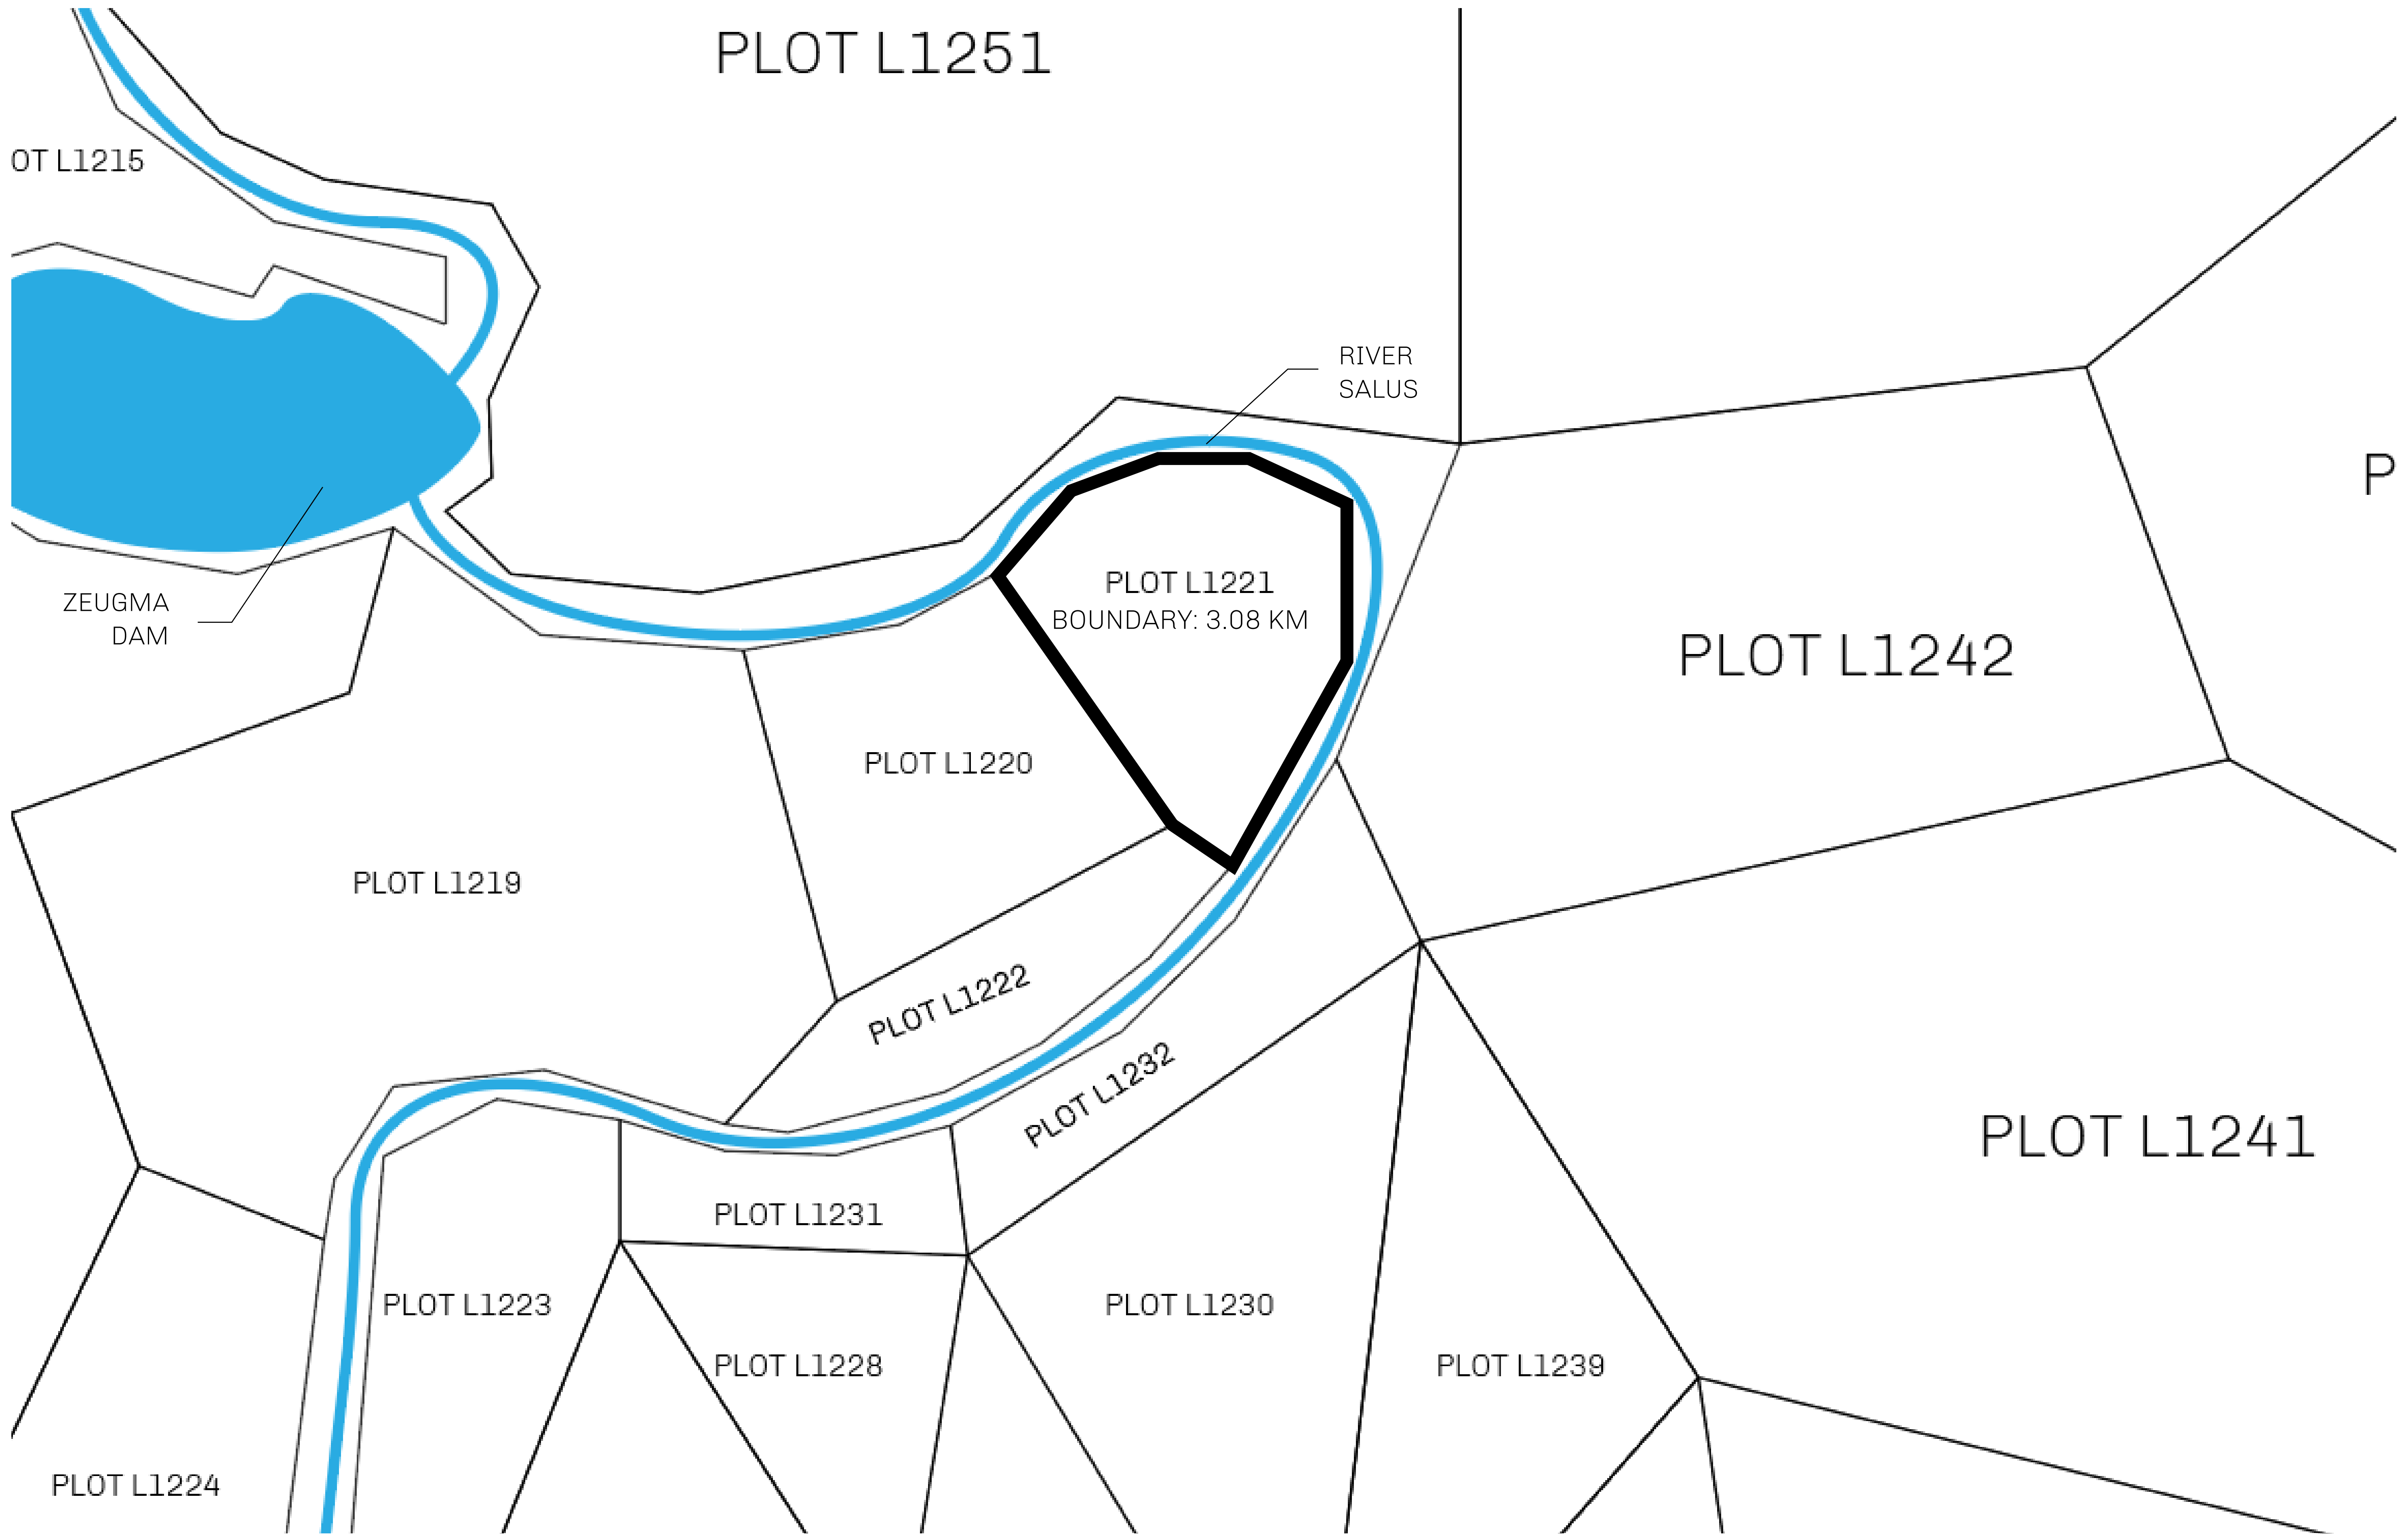 PLOT L1251
OT L1215
RIVER
SALUS
P
PLOT L1221
BOUNDARY: 3.08 KM
ZEUGMA
DAM
PLOT L1242
PLOT L1220
PLOT L1219
PLOT L1222
PLOT L1232
PLOT L1241
PLOT L1231
PLOT L1223
PLOT L1230
PLOT L1228
PLOT L1239
PLOT L1224